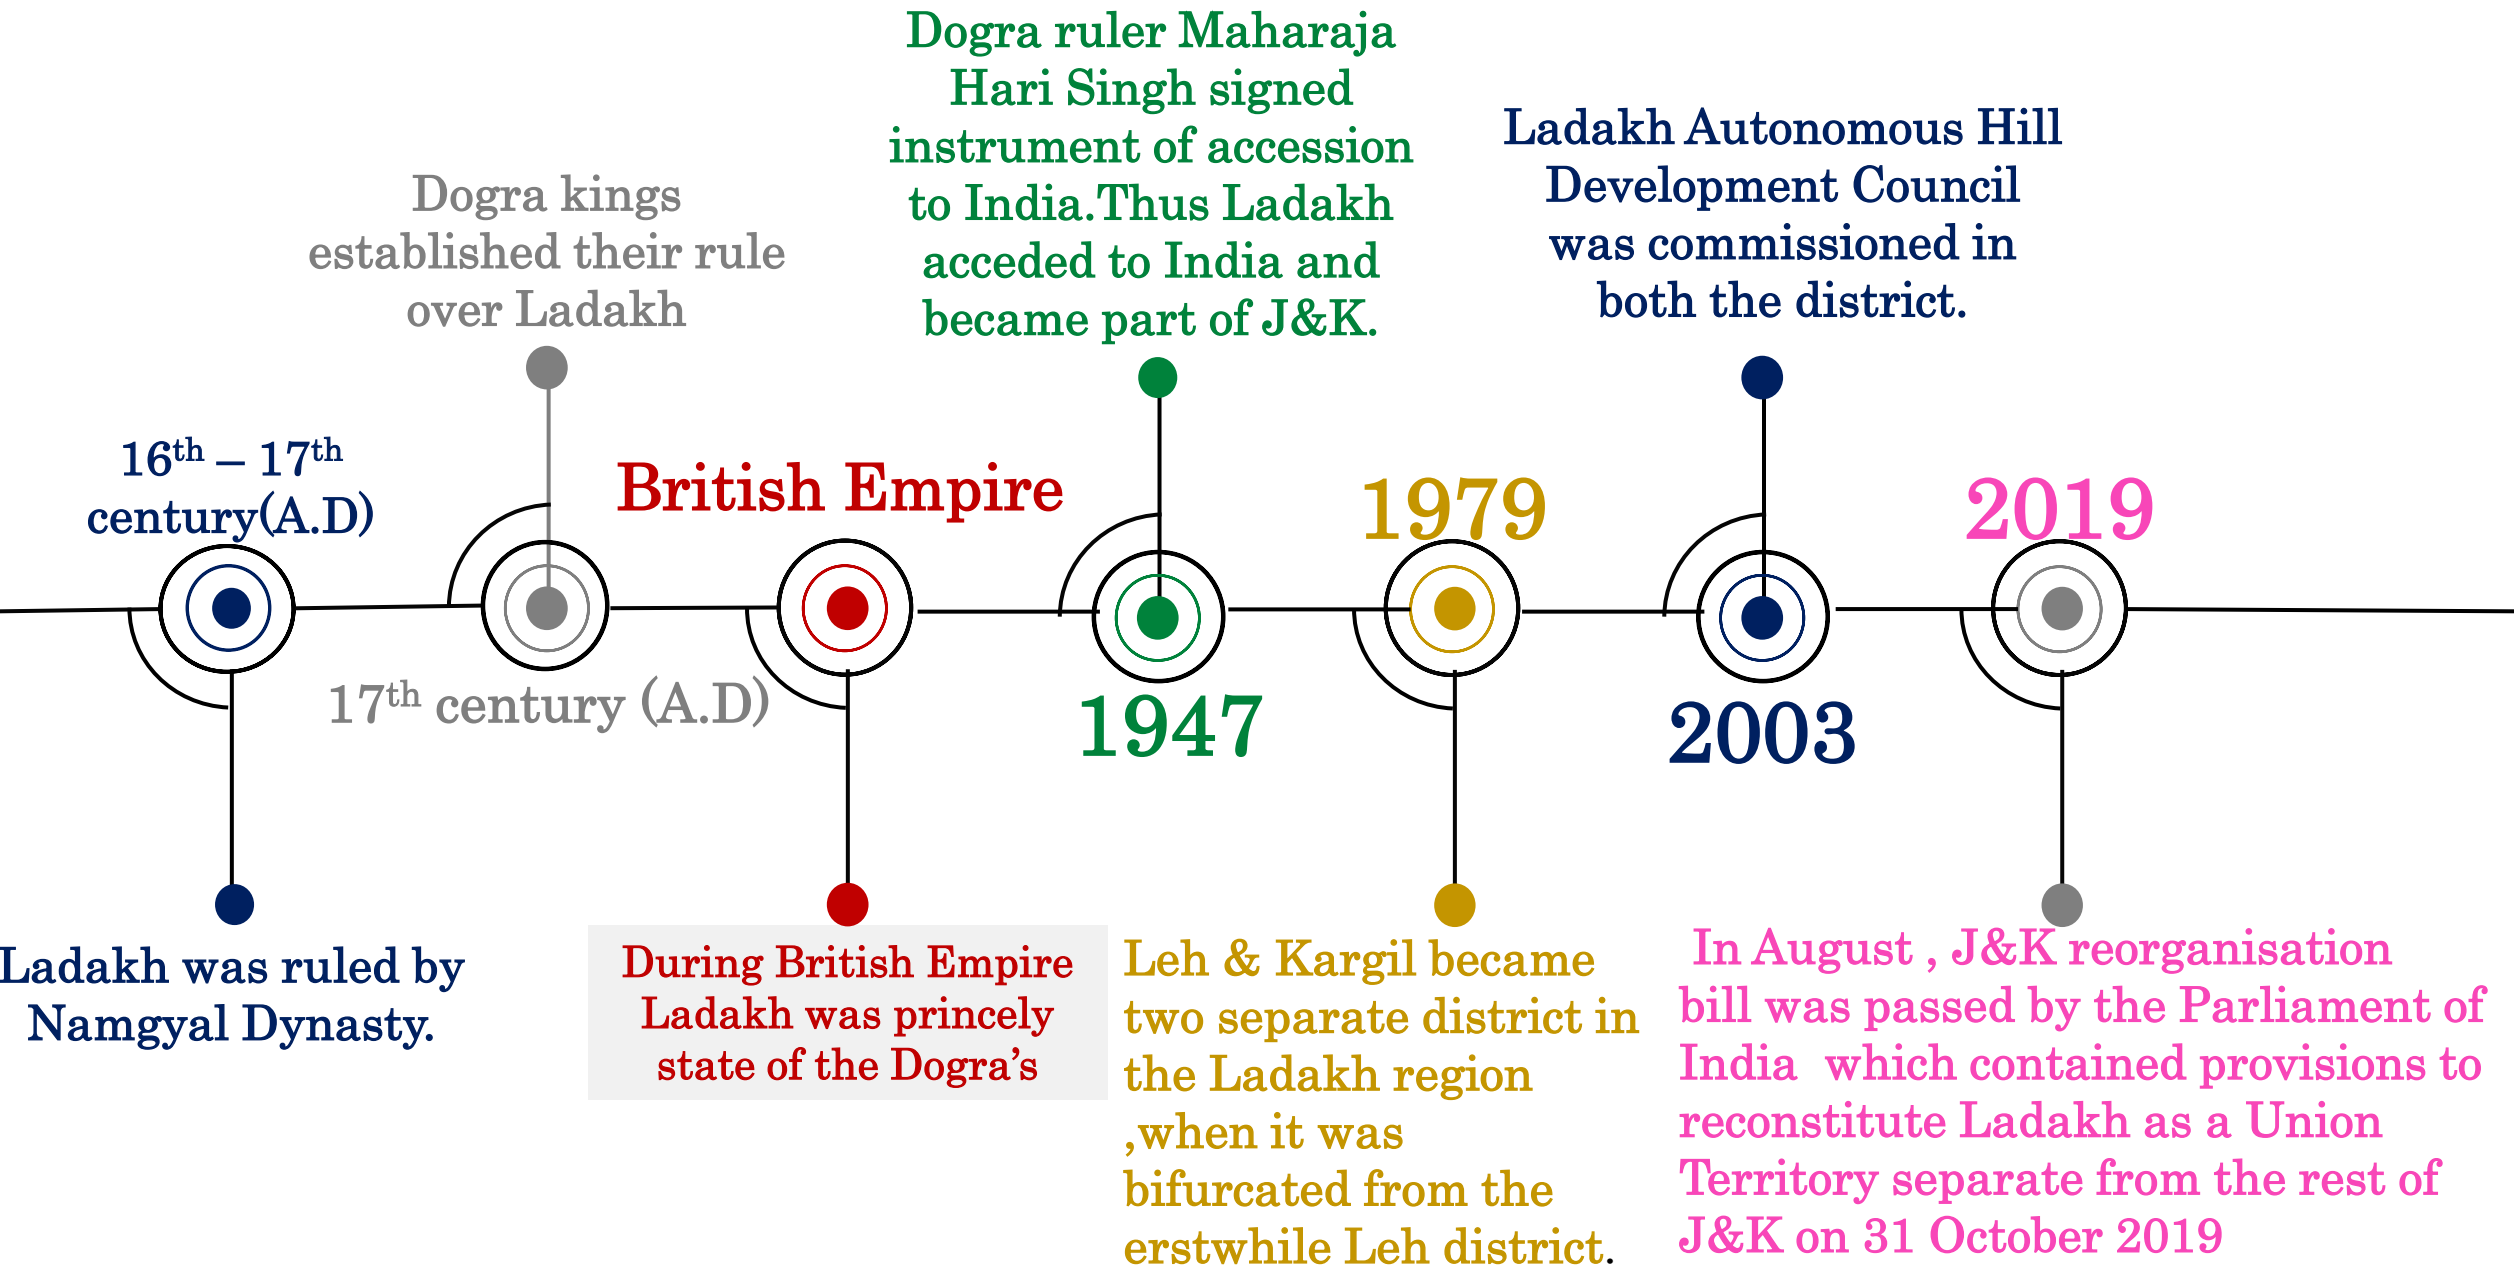 16th – 17th
century(A.D)
Ladakh was ruled by
Namgyal Dynasty.
Dogra kings
established their rule
over Ladakh
17th century (A.D)
British Empire
During British Empire
Ladakh was princely
state of the Dogra’s
Dogra ruler Maharaja
Hari Singh signed
instrument of accession
to India.Thus Ladakh
acceded to India and
became part of J&K.
1947
1979
Leh & Kargil became
two separate district in
the Ladakh region
,when it was
bifurcated from the
erstwhile Leh district.
Ladakh Autonomous Hill
Development Council
was commissioned in
both the district.
2003
2019
In August , J&K reorganisation
bill was passed by the Parliament of
India which contained provisions to
reconstitute Ladakh as a Union
Territory separate from the rest of
J&K on 31 October 2019